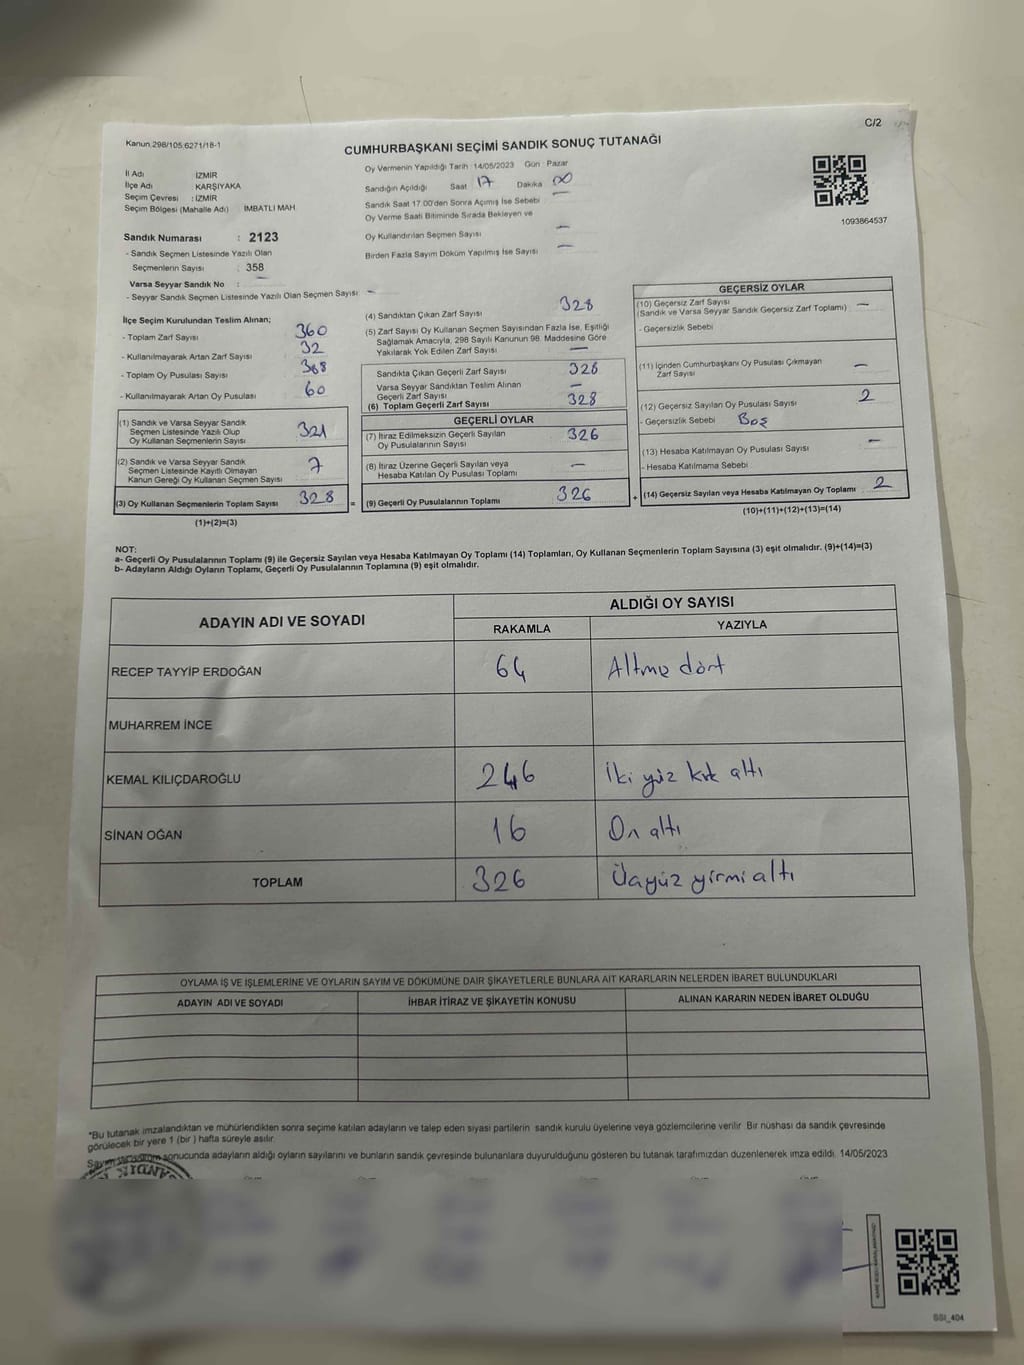 C/2
Kanun 298/105,6271/18-1
CUMHURBAŞKANI SEÇİMİ SANDIK SONUÇ TUTANAĞI
İl Adı İZMİR
İlçe Adı KARŞIYAKA
Seçim Çevresi : İZMİR
Seçim Bölgesi (Mahalle Adı) İMBATLI MAH.
Sandık Numarası : 2123
- Sandık Seçmen Listesinde Yazılı Olan
Seçmenlerin Sayısı : 358
Varsa Seyyar Sandık No : –
- Seyyar Sandık Seçmen Listesinde Yazılı Olan Seçmen Sayısı –
Oy Vermenin Yapıldığı Tarih :14/05/2023 Gün : Pazar
Sandığın Açıldığı Saat 17 Dakika 00
Sandık Saat 17.00'den Sonra Açımış İse Sebebi –
Oy Verme Saati Bitiminde Sırada Bekleyen ve
Oy Kullandırılan Seçmen Sayısı –
Birden Fazla Sayım Döküm Yapılmış İse Sayısı –
1093864537
İlçe Seçim Kurulundan Teslim Alınan;
- Toplam Zarf Sayısı 360
- Kullanılmayarak Artan Zarf Sayısı 32
- Toplam Oy Pusulası Sayısı 368
- Kullanılmayarak Artan Oy Pusulası 60
(1) Sandık ve Varsa Seyyar Sandık
Seçmen Listesinde Yazılı Olup
Oy Kullanan Seçmenlerin Sayısı 321
(2) Sandık ve Varsa Seyyar Sandık
Seçmen Listesinde Kayıtlı Olmayan
Kanun Gereği Oy Kullanan Seçmen Sayısı 7
(3) Oy Kullanan Seçmenlerin Toplam Sayısı 328 =
(1)+(2)=(3)
(4) Sandıktan Çıkan Zarf Sayısı 328
(5) Zarf Sayısı Oy Kullanan Seçmen Sayısından Fazla İse, Eşitliği
Sağlamak Amacıyla, 298 Sayılı Kanunun 98. Maddesine Göre
Yakılarak Yok Edilen Zarf Sayısı –
Sandıkta Çıkan Geçerli Zarf Sayısı 328
Varsa Seyyar Sandıktan Teslim Alınan
Geçerli Zarf Sayısı –
(6) Toplam Geçerli Zarf Sayısı 328
GEÇERLİ OYLAR
(7) İtiraz Edilmeksizin Geçerli Sayılan
Oy Pusulalarının Sayısı 326
(8) İtiraz Üzerine Geçerli Sayılan veya
Hesaba Katılan Oy Pusulası Toplamı –
(9) Geçerli Oy Pusulalarının Toplamı 326 +
GEÇERSİZ OYLAR
(10) Geçersiz Zarf Sayısı
(Sandık ve Varsa Seyyar Sandık Geçersiz Zarf Toplamı) –
- Geçersizlik Sebebi
(11) İçinden Cumhurbaşkanı Oy Pusulası Çıkmayan
Zarf Sayısı –
(12) Geçersiz Sayılan Oy Pusulası Sayısı 2
- Geçersizlik Sebebi Boş
(13) Hesaba Katılmayan Oy Pusulası Sayısı –
- Hesaba Katılmama Sebebi
(14) Geçersiz Sayılan veya Hesaba Katılmayan Oy Toplamı 2
(10)+(11)+(12)+(13)=(14)
NOT:
a- Geçerli Oy Pusulalarının Toplamı (9) ile Geçersiz Sayılan veya Hesaba Katılmayan Oy Toplamı (14) Toplamları, Oy Kullanan Seçmenlerin Toplam Sayısına (3) eşit olmalıdır. (9)+(14)=(3)
b- Adayların Aldığı Oyların Toplamı, Geçerli Oy Pusulalarının Toplamına (9) eşit olmalıdır.
ADAYIN ADI VE SOYADI
ALDIĞI OY SAYISI
RAKAMLA YAZIYLA
RECEP TAYYİP ERDOĞAN 64 Altmış dört
MUHARREM İNCE
KEMAL KILIÇDAROĞLU 246 İki yüz kırk altı
SİNAN OĞAN 16 On altı
TOPLAM 326 Üçyüz yirmi altı
OYLAMA İŞ VE İŞLEMLERİNE VE OYLARIN SAYIM VE DÖKÜMÜNE DAİR ŞİKAYETLERLE BUNLARA AİT KARARLARIN NELERDEN İBARET BULUNDUKLARI
ADAYIN ADI VE SOYADI İHBAR İTİRAZ VE ŞİKAYETİN KONUSU ALINAN KARARIN NEDEN İBARET OLDUĞU
*Bu tutanak imzalandıktan ve mühürlendikten sonra seçime katılan adayların ve talep eden siyasi partilerin sandık kurulu üyelerine veya gözlemcilerine verilir. Bir nüshası da sandık çevresinde
görülecek bir yere 1 (bir ) hafta süreyle asılır.
sonucunda adayların aldığı oyların sayılarını ve bunların sandık çevresinde bulunanlara duyurulduğunu gösteren bu tutanak tarafımızdan düzenlenerek imza edildi. 14/05/2023
SSI_404